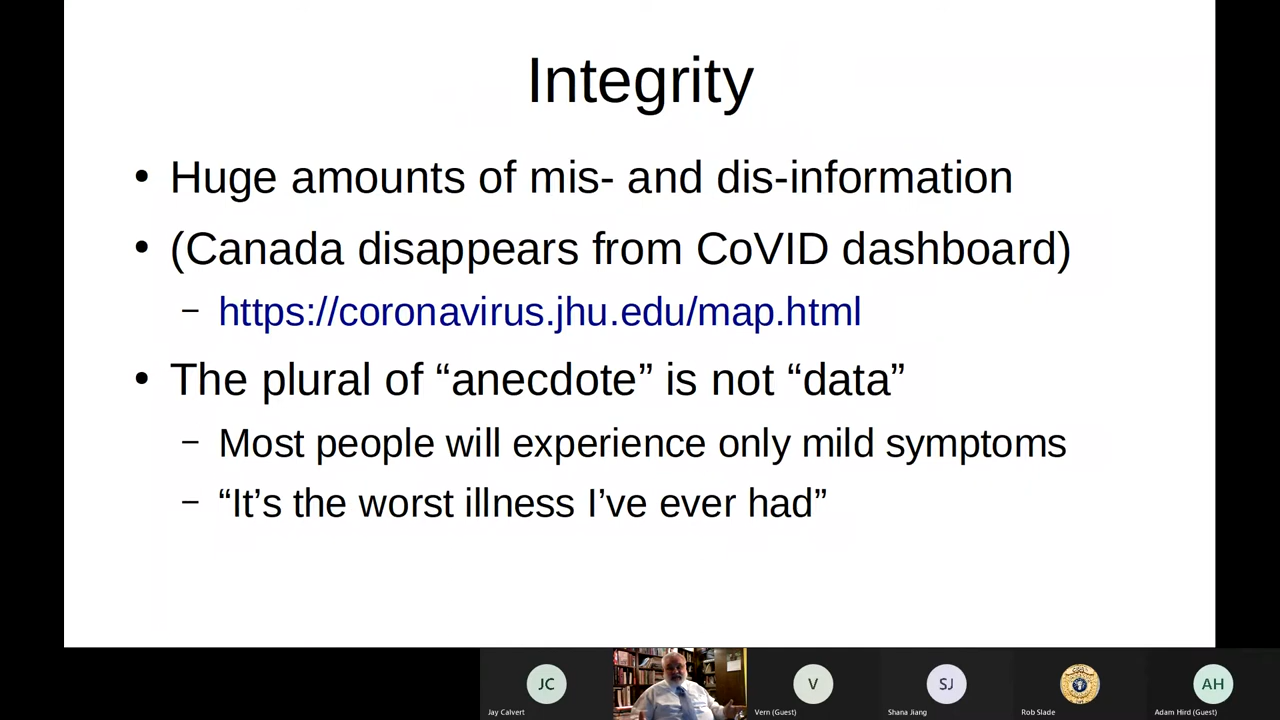 Integrity
• Huge amounts of mis- and dis-information
• (Canada disappears from CoVID dashboard)
– https://coronavirus.jhu.edu/map.html
• The plural of “anecdote” is not “data”
– Most people will experience only mild symptoms
– “It’s the worst illness I’ve ever had”
JC V SJ AH
Jay Calvert Vern (Guest) Shana Jiang Rob Slade Adam Hird (Guest)